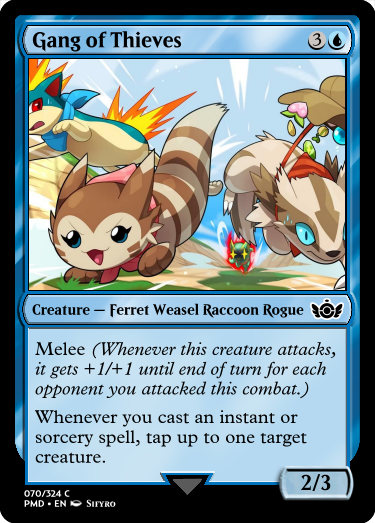 Gang of Thieves 3
Creature — Ferret Weasel Raccoon Rogue
Melee (Whenever this creature attacks,
it gets +1/+1 until end of turn for each
opponent you attacked this combat.)
Whenever you cast an instant or
sorcery spell, tap up to one target
creature.
2/3
070/324 C
PMD • EN Sifyro